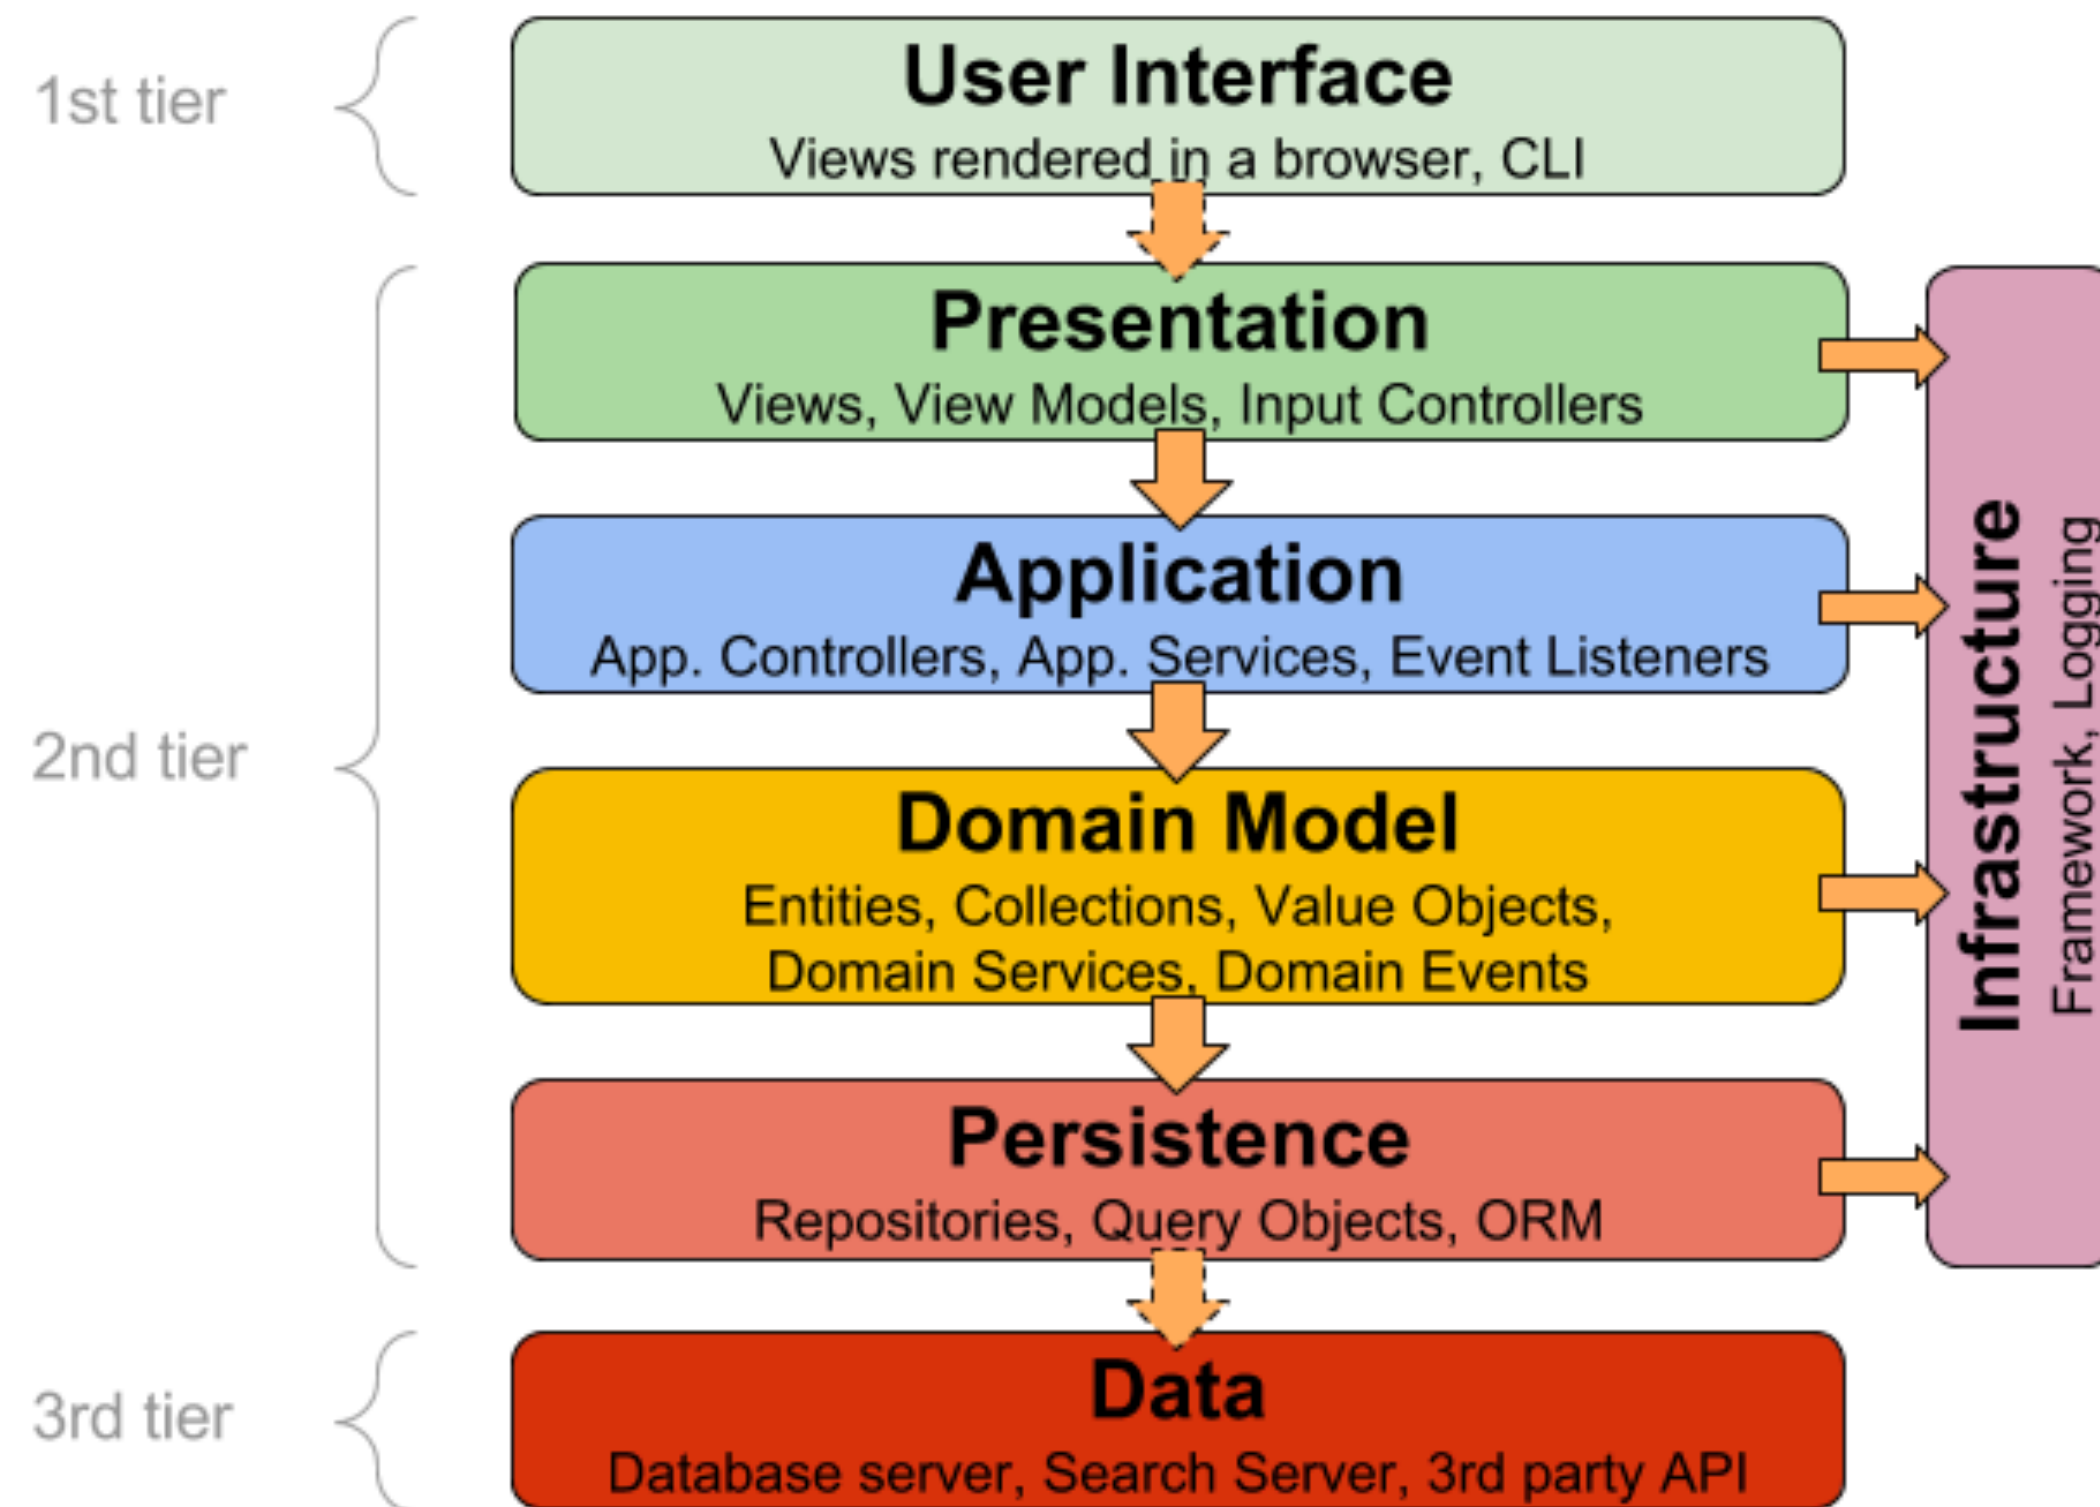 1st tier
User Interface
Views rendered in a browser, CLI
2nd tier
Presentation
Views, View Models, Input Controllers
Application
App. Controllers, App. Services, Event Listeners
Domain Model
Entities, Collections, Value Objects,
Domain Services, Domain Events
Persistence
Repositories, Query Objects, ORM
Infrastructure
Framework, Logging
3rd tier
Data
Database server, Search Server, 3rd party API